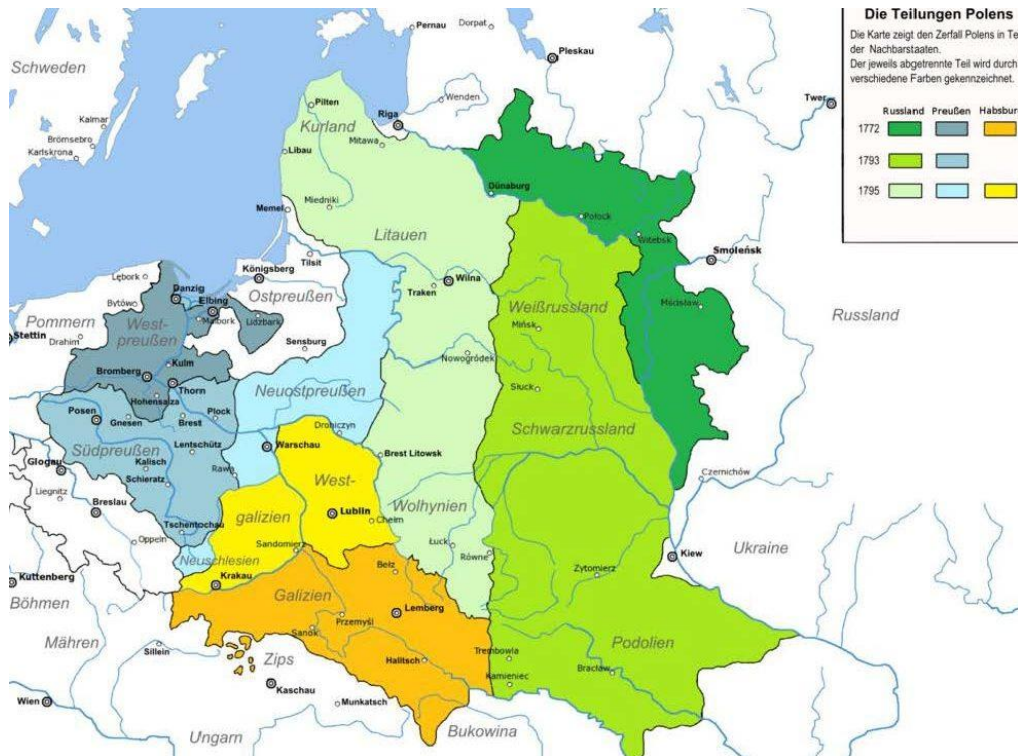 Die Teilungen Polens
Die Karte zeigt den Zerfall Polens in Te
der Nachbarstaaten.
Der jeweils abgetrennte Teil wird durch
verschiedene Farben gekennzeichnet.
Russland Preußen Habsbur
1772
1793
1795
Pernau
Dorpat
Pleskau
Schweden
Twer
Pilten
Wenden
Riga
Kalmar
Kurland
Brömsebro
Mitawa
Karlskrona
Libau
Dünaburg
Miedniki
Memel
Połock
Litauen
Witebsk
Smoleńsk
Tilsit
Königsberg
Lębork
Wilna
Danzig
Ostpreußen
Traken
Elbing
Bytów
Malbork
Lidzbark
Weißrussland
Mścisław
Pommern
West-
preußen
Russland
Drahim
Mińsk
Stettin
Sensburg
Nowogródek
Kulm
Bromberg
Thorn
Neuostpreußen
Słuck
Hohensalza
Posen
Gnesen
Brest
Plock
Drohiczyn
Schwarzrussland
Warschau
Südpreußen
Lentschütz
Brest Litowsk
Glogau
Kalisch
Rawa
West-
Czernichów
Liegnitz
Schieratz
Wolhynien
Breslau
galizien
Lublin
Chełm
Tschentochau
Oppeln
Sandomierz
Łuck
Równe
Kiew
Ukraine
Neuschlesien
Bełz
Żytomierz
Kuttenberg
Krakau
Galizien
Böhmen
Lemberg
Przemyśl
Sanok
Mähren
Podolien
Sillein
Zips
Halitsch
Trembowla
Bracław
Kaschau
Kamieniec
Wien
Munkatsch
Ungarn
Bukowina